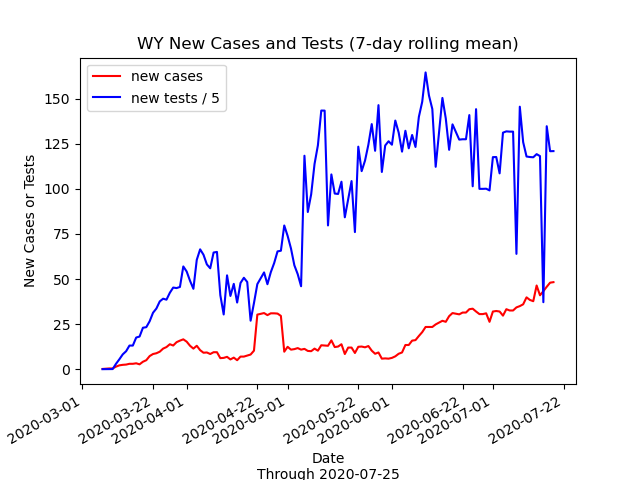 WY New Cases and Tests (7-day rolling mean)
new cases
new tests / 5
150
125
100
75
50
25
0
New Cases or Tests
2020-03-01
2020-03-22
2020-04-01
2020-04-22
2020-05-01
2020-05-22
2020-06-01
2020-06-22
2020-07-01
2020-07-22
Date
Through 2020-07-25